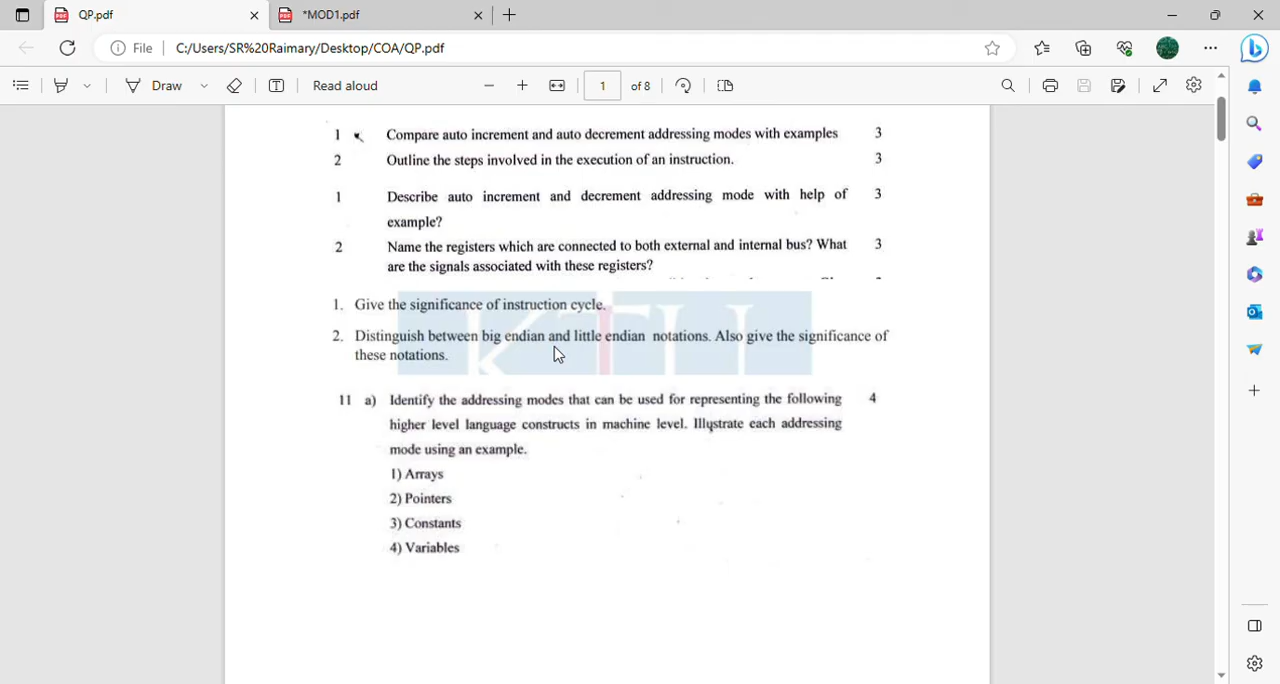 QP.pdf
*MOD1.pdf
File
C:/Users/SR%20Raimary/Desktop/COA/QP.pdf
Draw
Read aloud
1
of 8
1 Compare auto increment and auto decrement addressing modes with examples 3
2 Outline the steps involved in the execution of an instruction. 3
1 Describe auto increment and decrement addressing mode with help of 3
example?
2 Name the registers which are connected to both external and internal bus? What 3
are the signals associated with these registers?
KTU
1. Give the significance of instruction cycle.
2. Distinguish between big endian and little endian notations. Also give the significance of
these notations.
11 a) Identify the addressing modes that can be used for representing the following 4
higher level language constructs in machine level. Illustrate each addressing
mode using an example.
1) Arrays
2) Pointers
3) Constants
4) Variables